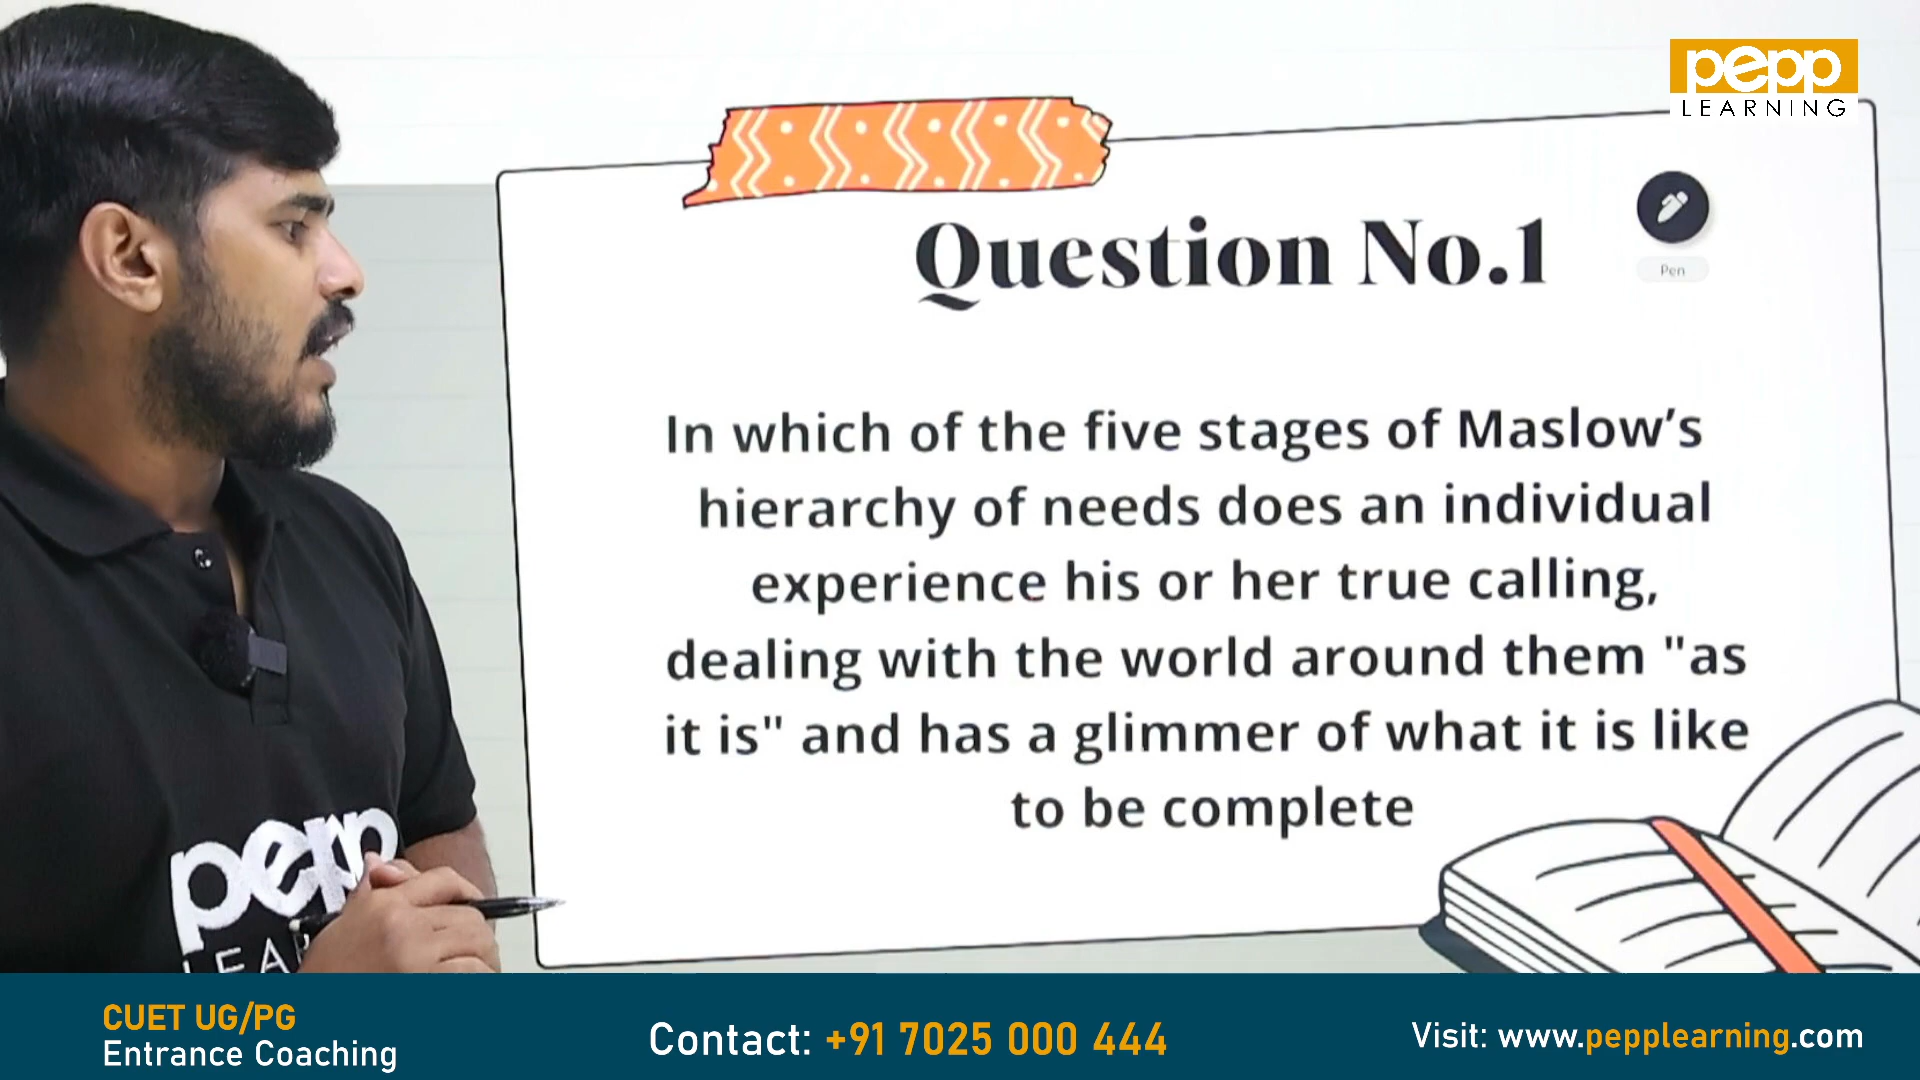 pepp
LEARNING
Question No.1
Pen
In which of the five stages of Maslow’s
hierarchy of needs does an individual
experience his or her true calling,
dealing with the world around them "as
it is" and has a glimmer of what it is like
to be complete
pepp
LEA
CUET UG/PG
Entrance Coaching
Contact: +91 7025 000 444
Visit: www.pepplearning.com